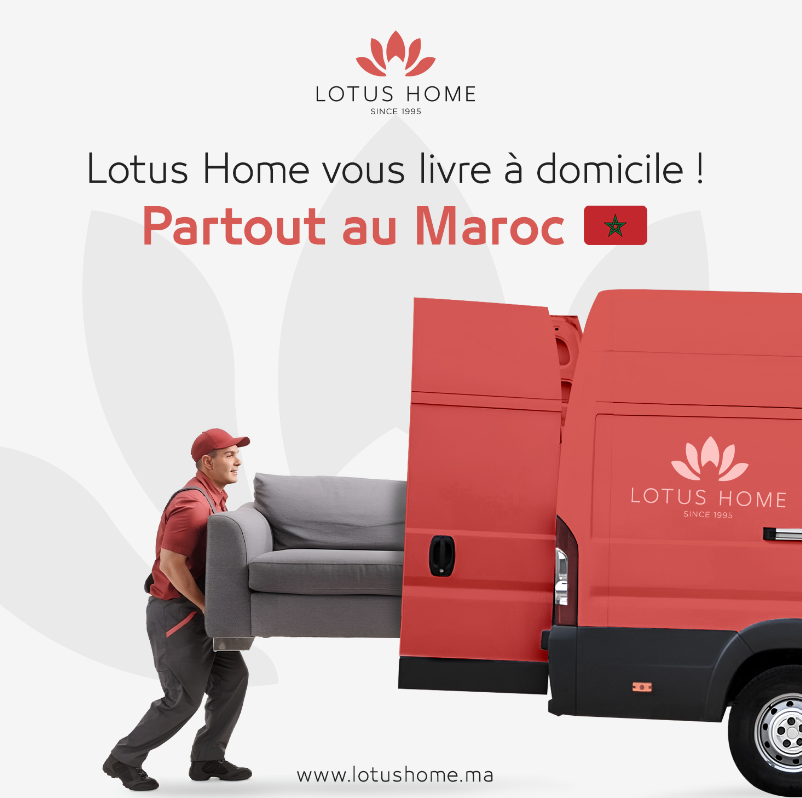 LOTUS HOME
SINCE 1995
Lotus Home vous livre à domicile !
Partout au Maroc
LOTUS HOME
SINCE 1995
www.lotushome.ma